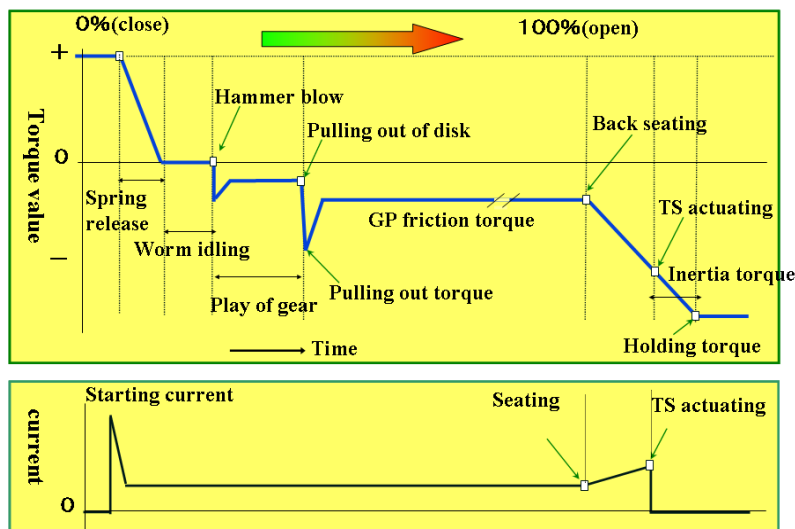 0%(close)
100%(open)
+
Hammer blow
Pulling out of disk
Back seating
Torque value
0
TS actuating
Spring
release
GP friction torque
Worm idling
−
Inertia torque
Pulling out torque
Play of gear
Time
Holding torque
Starting current
Seating
TS actuating
current
0